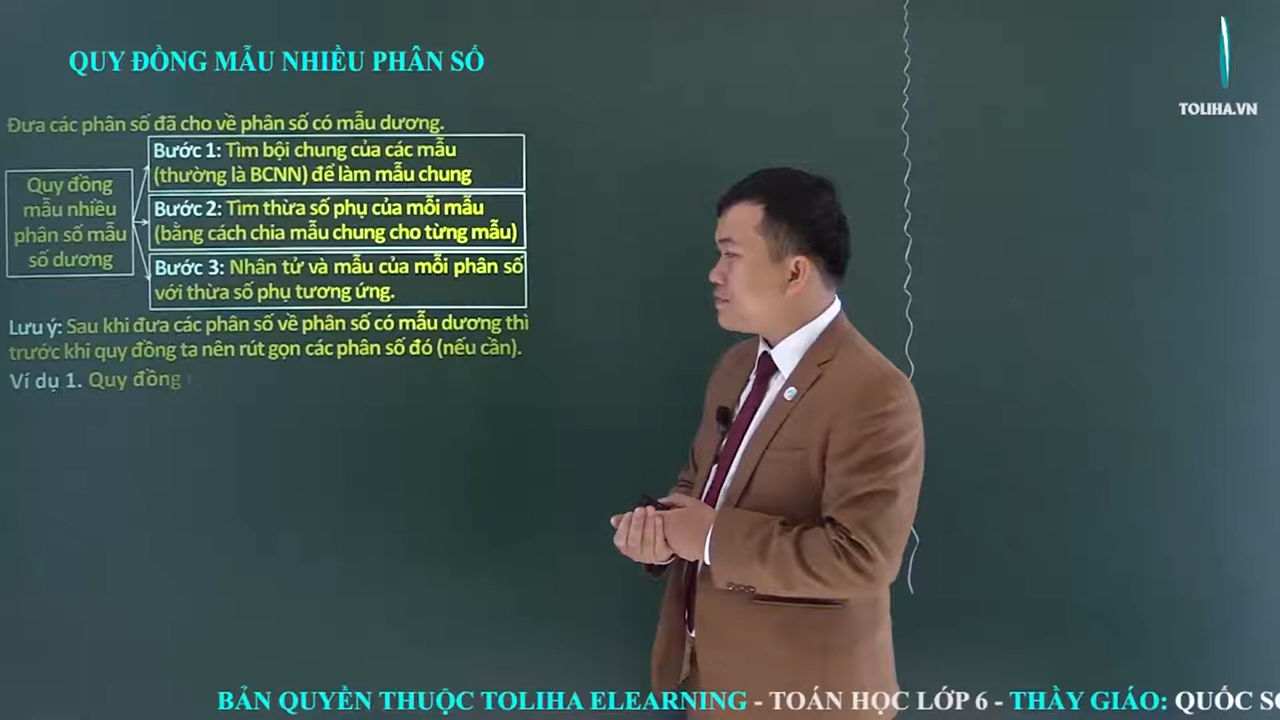 QUY ĐỒNG MẪU NHIỀU PHÂN SỐ
TOLIHA.VN
Đưa các phân số đã cho về phân số có mẫu dương.
Quy đồng
mẫu nhiều
phân số mẫu
số dương
Bước 1: Tìm bội chung của các mẫu
(thường là BCNN) để làm mẫu chung
Bước 2: Tìm thừa số phụ của mỗi mẫu
(bằng cách chia mẫu chung cho từng mẫu)
Bước 3: Nhân tử và mẫu của mỗi phân số
với thừa số phụ tương ứng.
Lưu ý: Sau khi đưa các phân số về phân số có mẫu dương thì
trước khi quy đồng ta nên rút gọn các phân số đó (nếu cần).
Ví dụ 1. Quy đồng
BẢN QUYỀN THUỘC TOLIHA ELEARNING - TOÁN HỌC LỚP 6 - THẦY GIÁO: QUỐC